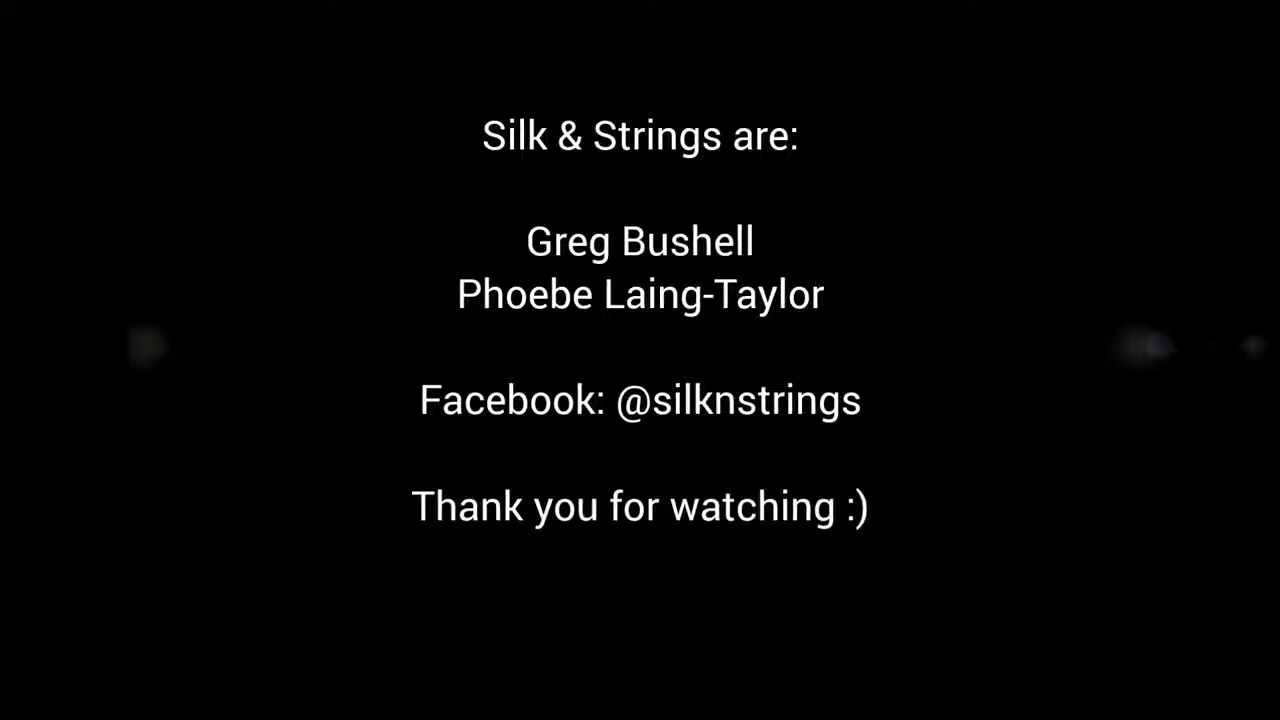 Silk & Strings are:
Greg Bushell
Phoebe Laing-Taylor
Facebook: @silknstrings
Thank you for watching :)